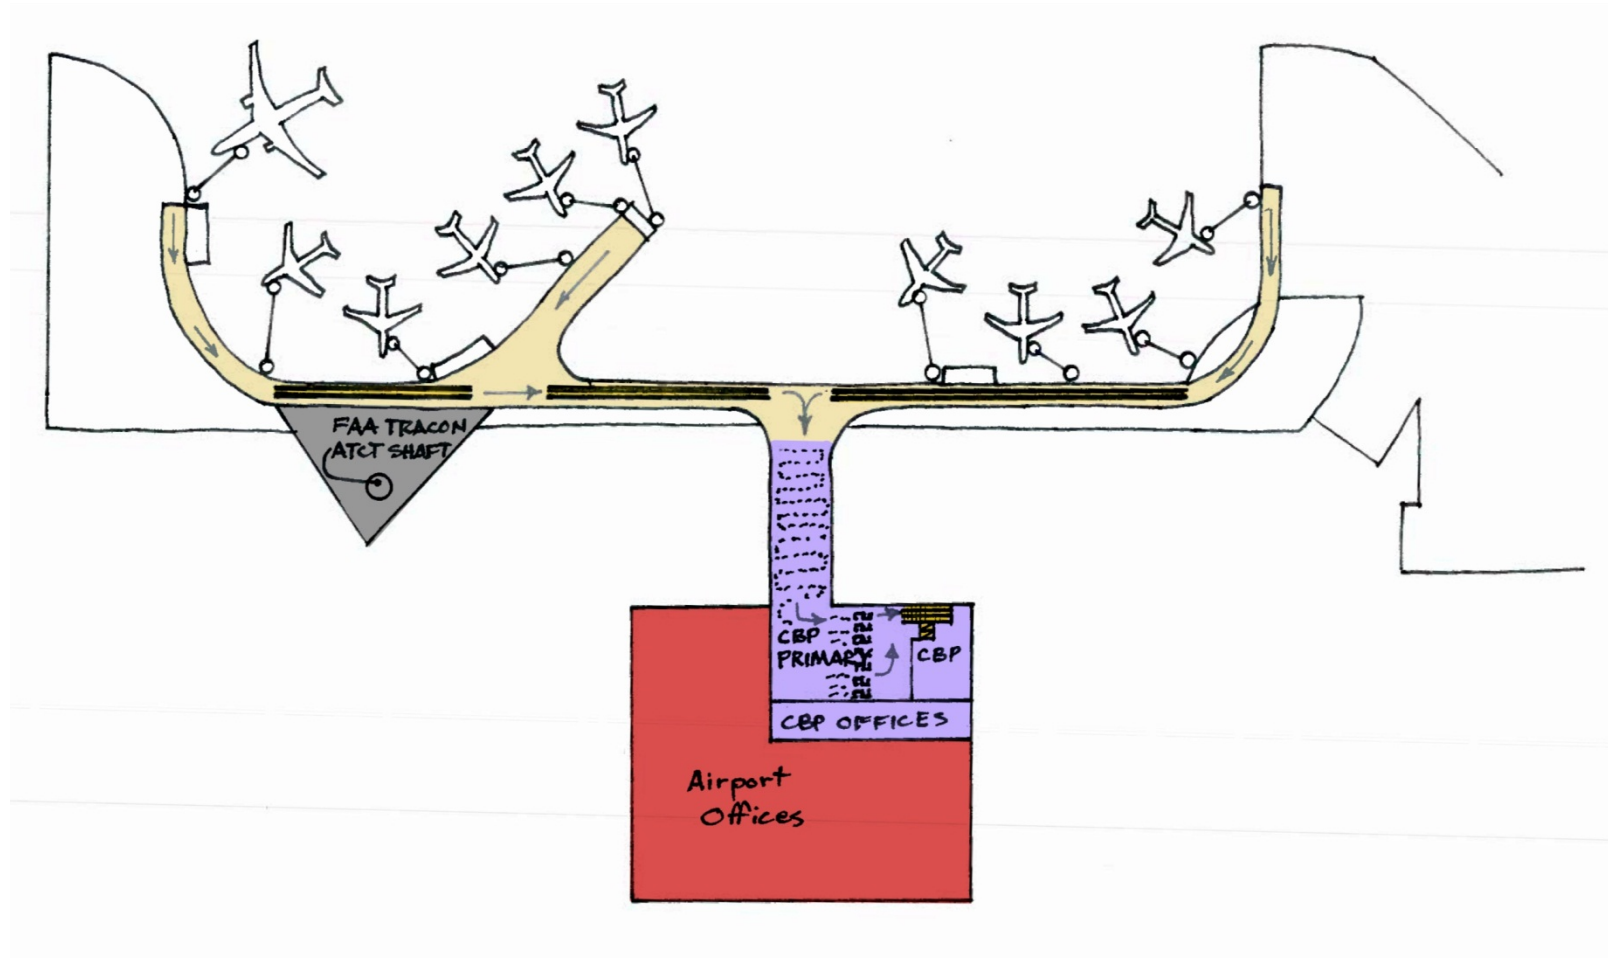 FAA TRACON
ATCT SHAFT
CBP
PRIMARY
CBP
CBP OFFICES
Airport
Offices